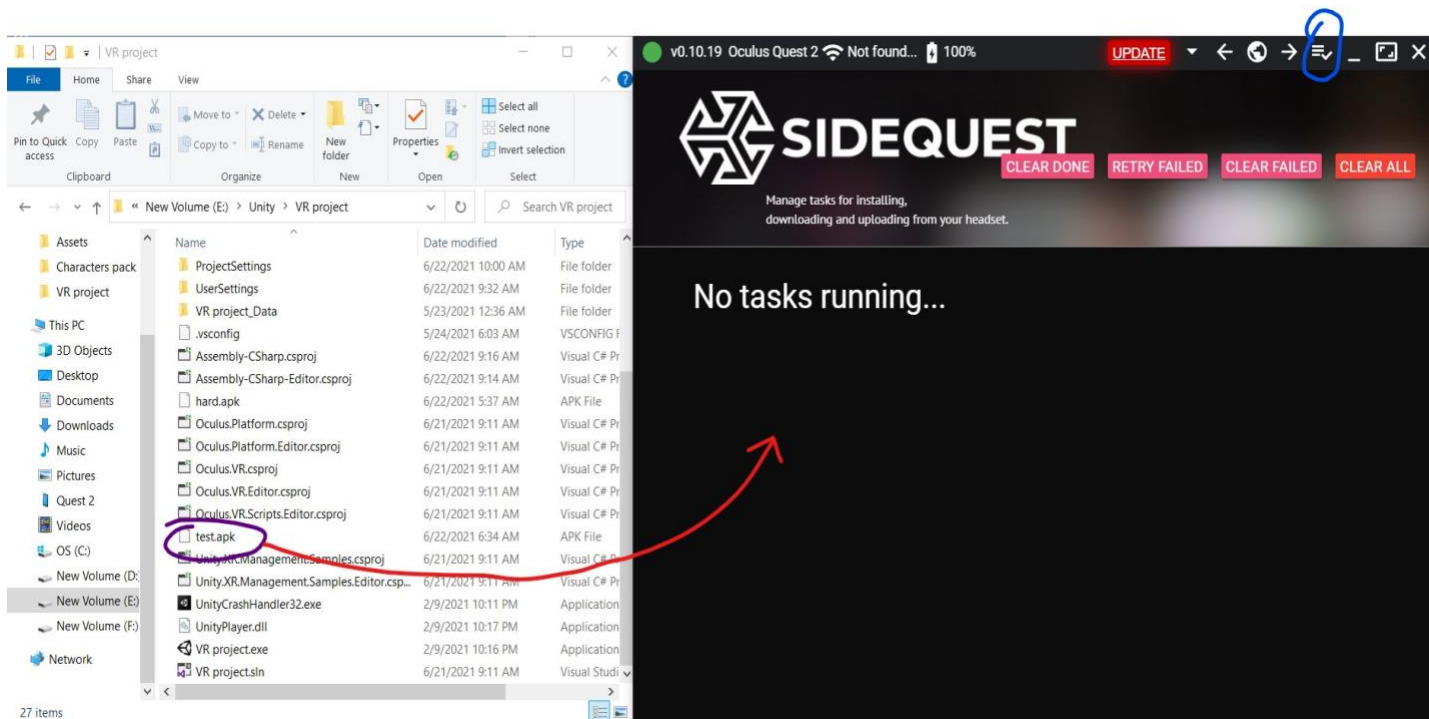 VR project
File Home Share View
Pin to Quick access
Copy
Paste
Move to
Copy to
Delete
Rename
New folder
Properties
Select all
Select none
Invert selection
Clipboard Organize New Open Select
« New Volume (E:) > Unity > VR project
Search VR project
Assets
Characters pack
VR project
This PC
3D Objects
Desktop
Documents
Downloads
Music
Pictures
Quest 2
Videos
OS (C:)
New Volume (D:
New Volume (E:)
New Volume (F:)
Network
Name Date modified Type
ProjectSettings 6/22/2021 10:00 AM File folder
UserSettings 6/22/2021 9:32 AM File folder
VR project_Data 5/23/2021 12:36 AM File folder
.vsconfig 5/24/2021 6:03 AM VSCONFIG F
Assembly-CSharp.csproj 6/22/2021 9:16 AM Visual C# Pr
Assembly-CSharp-Editor.csproj 6/22/2021 9:14 AM Visual C# Pr
hard.apk 6/22/2021 5:37 AM APK File
Oculus.Platform.csproj 6/21/2021 9:11 AM Visual C# Pr
Oculus.Platform.Editor.csproj 6/21/2021 9:11 AM Visual C# Pr
Oculus.VR.csproj 6/21/2021 9:11 AM Visual C# Pr
Oculus.VR.Editor.csproj 6/21/2021 9:11 AM Visual C# Pr
Oculus.VR.Scripts.Editor.csproj 6/21/2021 9:11 AM Visual C# Pr
test.apk 6/22/2021 6:34 AM APK File
Unity.XR.Management.Samples.csproj 6/21/2021 9:11 AM Visual C# Pr
Unity.XR.Management.Samples.Editor.csp... 6/21/2021 9:11 AM Visual C# Pr
UnityCrashHandler32.exe 2/9/2021 10:11 PM Application
UnityPlayer.dll 2/9/2021 10:17 PM Application
VR project.exe 2/9/2021 10:16 PM Application
VR project.sln 6/21/2021 9:11 AM Visual Studi
27 items
v0.10.19 Oculus Quest 2 Not found... 100%
UPDATE
SIDEQUEST
CLEAR DONE RETRY FAILED CLEAR FAILED CLEAR ALL
Manage tasks for installing,
downloading and uploading from your headset.
No tasks running...